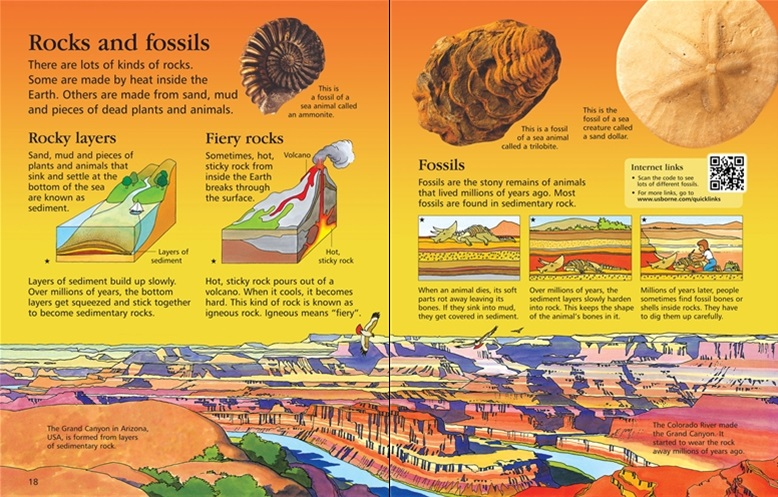 Rocks and fossils
There are lots of kinds of rocks.
Some are made by heat inside the
Earth. Others are made from sand, mud
and pieces of dead plants and animals.
This is
a fossil of a
sea animal called
an ammonite.
Rocky layers
Sand, mud and pieces of
plants and animals that
sink and settle at the
bottom of the sea
are known as
sediment.
Layers of
sediment
Layers of sediment build up slowly.
Over millions of years, the bottom
layers get squeezed and stick together
to become sedimentary rocks.
Fiery rocks
Sometimes, hot,
sticky rock from
inside the Earth
breaks through
the surface.
Volcano
Hot,
sticky rock
Hot, sticky rock pours out of a
volcano. When it cools, it becomes
hard. This kind of rock is known as
igneous rock. Igneous means "fiery".
The Grand Canyon in Arizona,
USA, is formed from layers
of sedimentary rock.
18
This is a fossil
of a sea animal
called a trilobite.
This is the
fossil of a sea
creature called
a sand dollar.
Fossils
Fossils are the stony remains of animals
that lived millions of years ago. Most
fossils are found in sedimentary rock.
Internet links
• Scan the code to see
lots of different fossils.
• For more links, go to
www.usborne.com/quicklinks
When an animal dies, its soft
parts rot away leaving its
bones. If they sink into mud,
they get covered in sediment.
Over millions of years, the
sediment layers slowly harden
into rock. This keeps the shape
of the animal's bones in it.
Millions of years later, people
sometimes find fossil bones or
shells inside rocks. They have
to dig them up carefully.
The Colorado River made
the Grand Canyon. It
started to wear the rock
away millions of years ago.